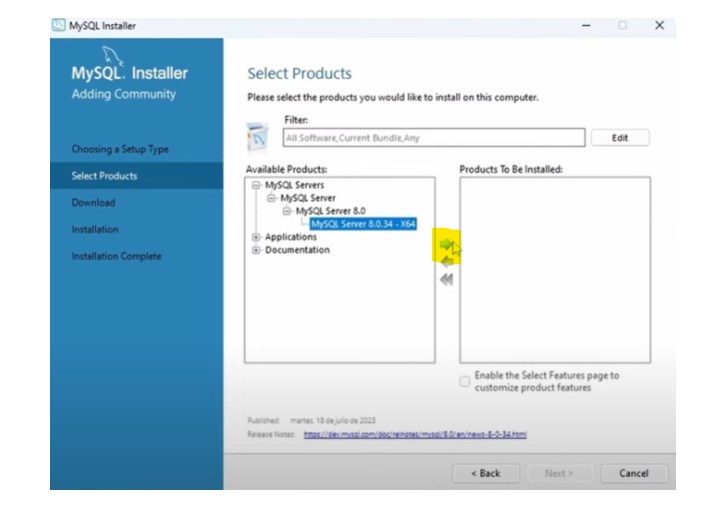 MySQL Installer
MySQL. Installer
Adding Community
Choosing a Setup Type
Select Products
Download
Installation
Installation Complete
Select Products
Please select the products you would like to install on this computer.
Filter:
All Software,Current Bundle,Any
Edit
Available Products:
MySQL Servers
MySQL Server
MySQL Server 8.0
MySQL Server 8.0.34 - X64
Applications
Documentation
Products To Be Installed:
Enable the Select Features page to
customize product features
Published: martes, 18 de julio de 2023
Release Notes: https://dev.mysql.com/doc/relnotes/mysql/8.0/en/news-8-0-34.html
< Back
Next >
Cancel